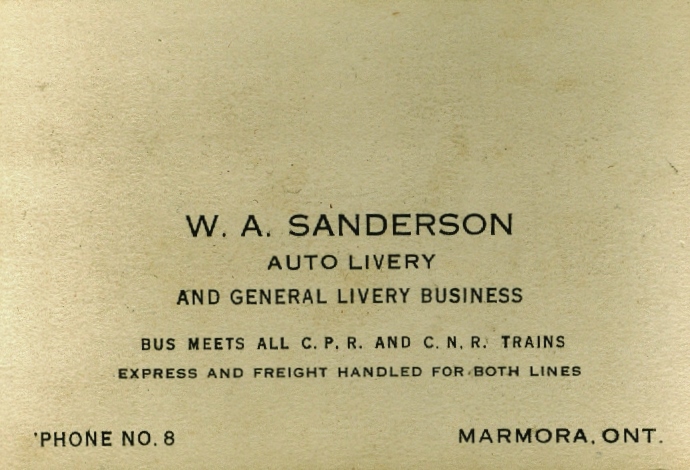 W. A. SANDERSON
AUTO LIVERY
AND GENERAL LIVERY BUSINESS
BUS MEETS ALL C. P. R. AND C. N. R. TRAINS
EXPRESS AND FREIGHT HANDLED FOR BOTH LINES
'PHONE NO. 8 MARMORA, ONT.